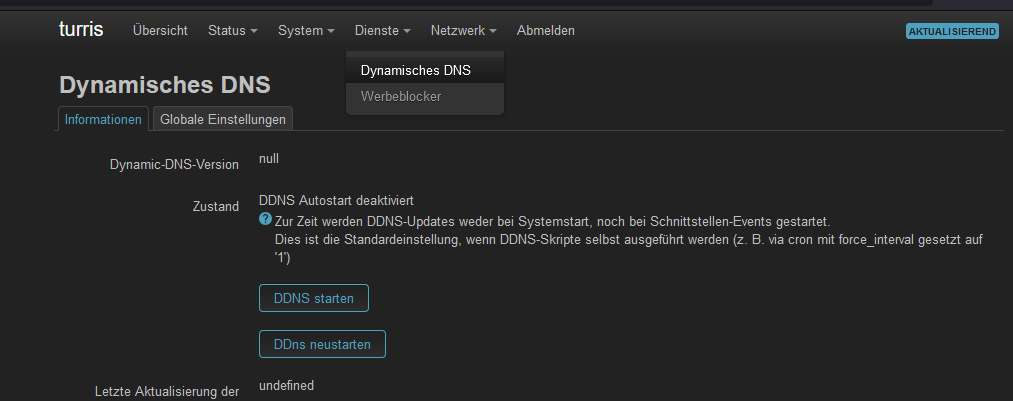 turris Übersicht Status System Dienste Netzwerk Abmelden AKTUALISIEREND
Dynamisches DNS
Werbeblocker
Dynamisches DNS
Informationen Globale Einstellungen
Dynamic-DNS-Version null
Zustand DDNS Autostart deaktiviert
? Zur Zeit werden DDNS-Updates weder bei Systemstart, noch bei Schnittstellen-Events gestartet.
Dies ist die Standardeinstellung, wenn DDNS-Skripte selbst ausgeführt werden (z. B. via cron mit force_interval gesetzt auf
'1')
DDNS starten
DDns neustarten
Letzte Aktualisierung der undefined